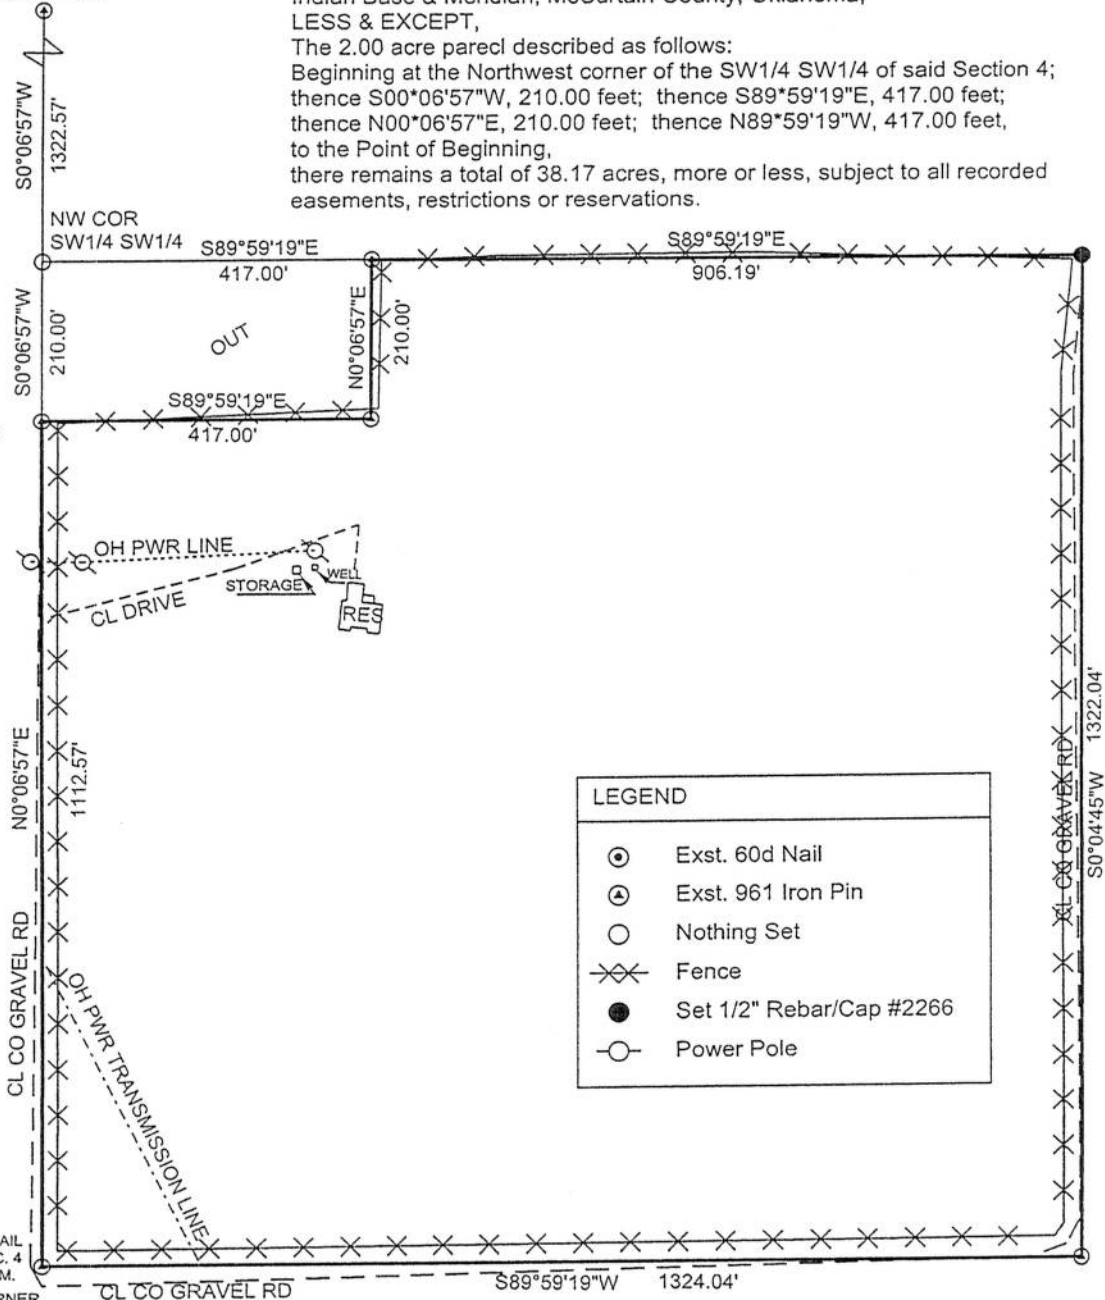 Indian Base & Meridian, McCurtain County, Oklahoma,
LESS & EXCEPT,
The 2.00 acre parecl described as follows:
Beginning at the Northwest corner of the SW1/4 SW1/4 of said Section 4;
thence S00*06'57"W, 210.00 feet; thence S89*59'19"E, 417.00 feet;
thence N00*06'57"E, 210.00 feet; thence N89*59'19"W, 417.00 feet,
to the Point of Beginning,
there remains a total of 38.17 acres, more or less, subject to all recorded
easements, restrictions or reservations.
S0°06'57"W
1322.57'
NW COR
SW1/4 SW1/4
S89°59'19"E
417.00'
S89°59'19"E
906.19'
S0°06'57"W
210.00'
OUT
N0°06'57"E
210.00'
S89°59'19"E
417.00'
OH PWR LINE
WELL
STORAGE
CL DRIVE
RES
N0°06'57"E
1112.57'
CL CO GRAVEL RD
OH PWR TRANSMISSION LINE
LEGEND
Exst. 60d Nail
Exst. 961 Iron Pin
Nothing Set
Fence
Set 1/2" Rebar/Cap #2266
Power Pole
CL CO GRAVEL RD
S0°04'45"W
1322.04'
AIL
C. 4
M.
RNER
CL CO GRAVEL RD
S89°59'19"W
1324.04'